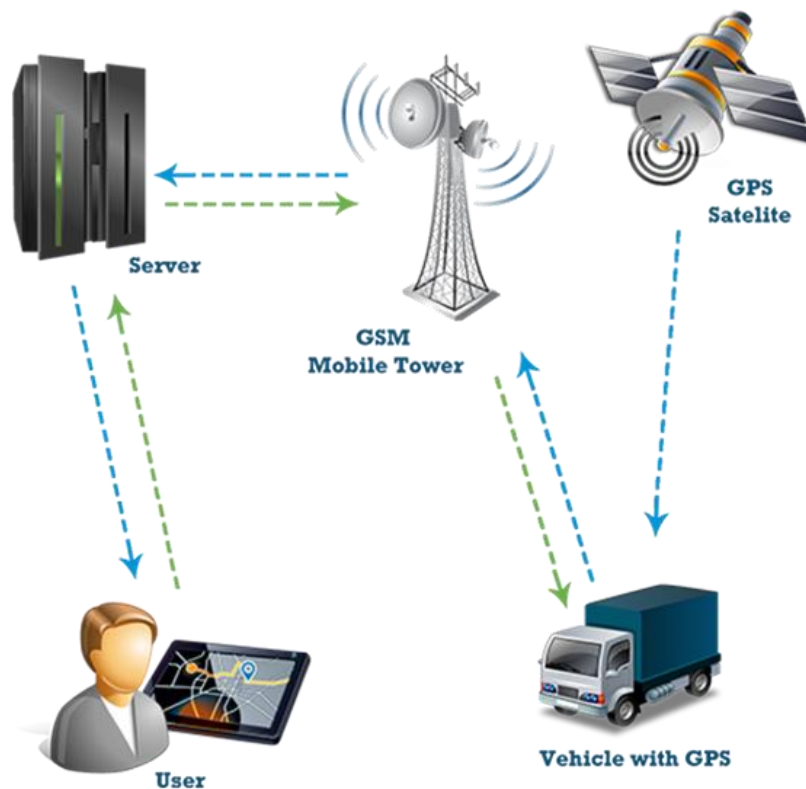 GPS
Satelite
Server
GSM
Mobile Tower
Vehicle with GPS
User